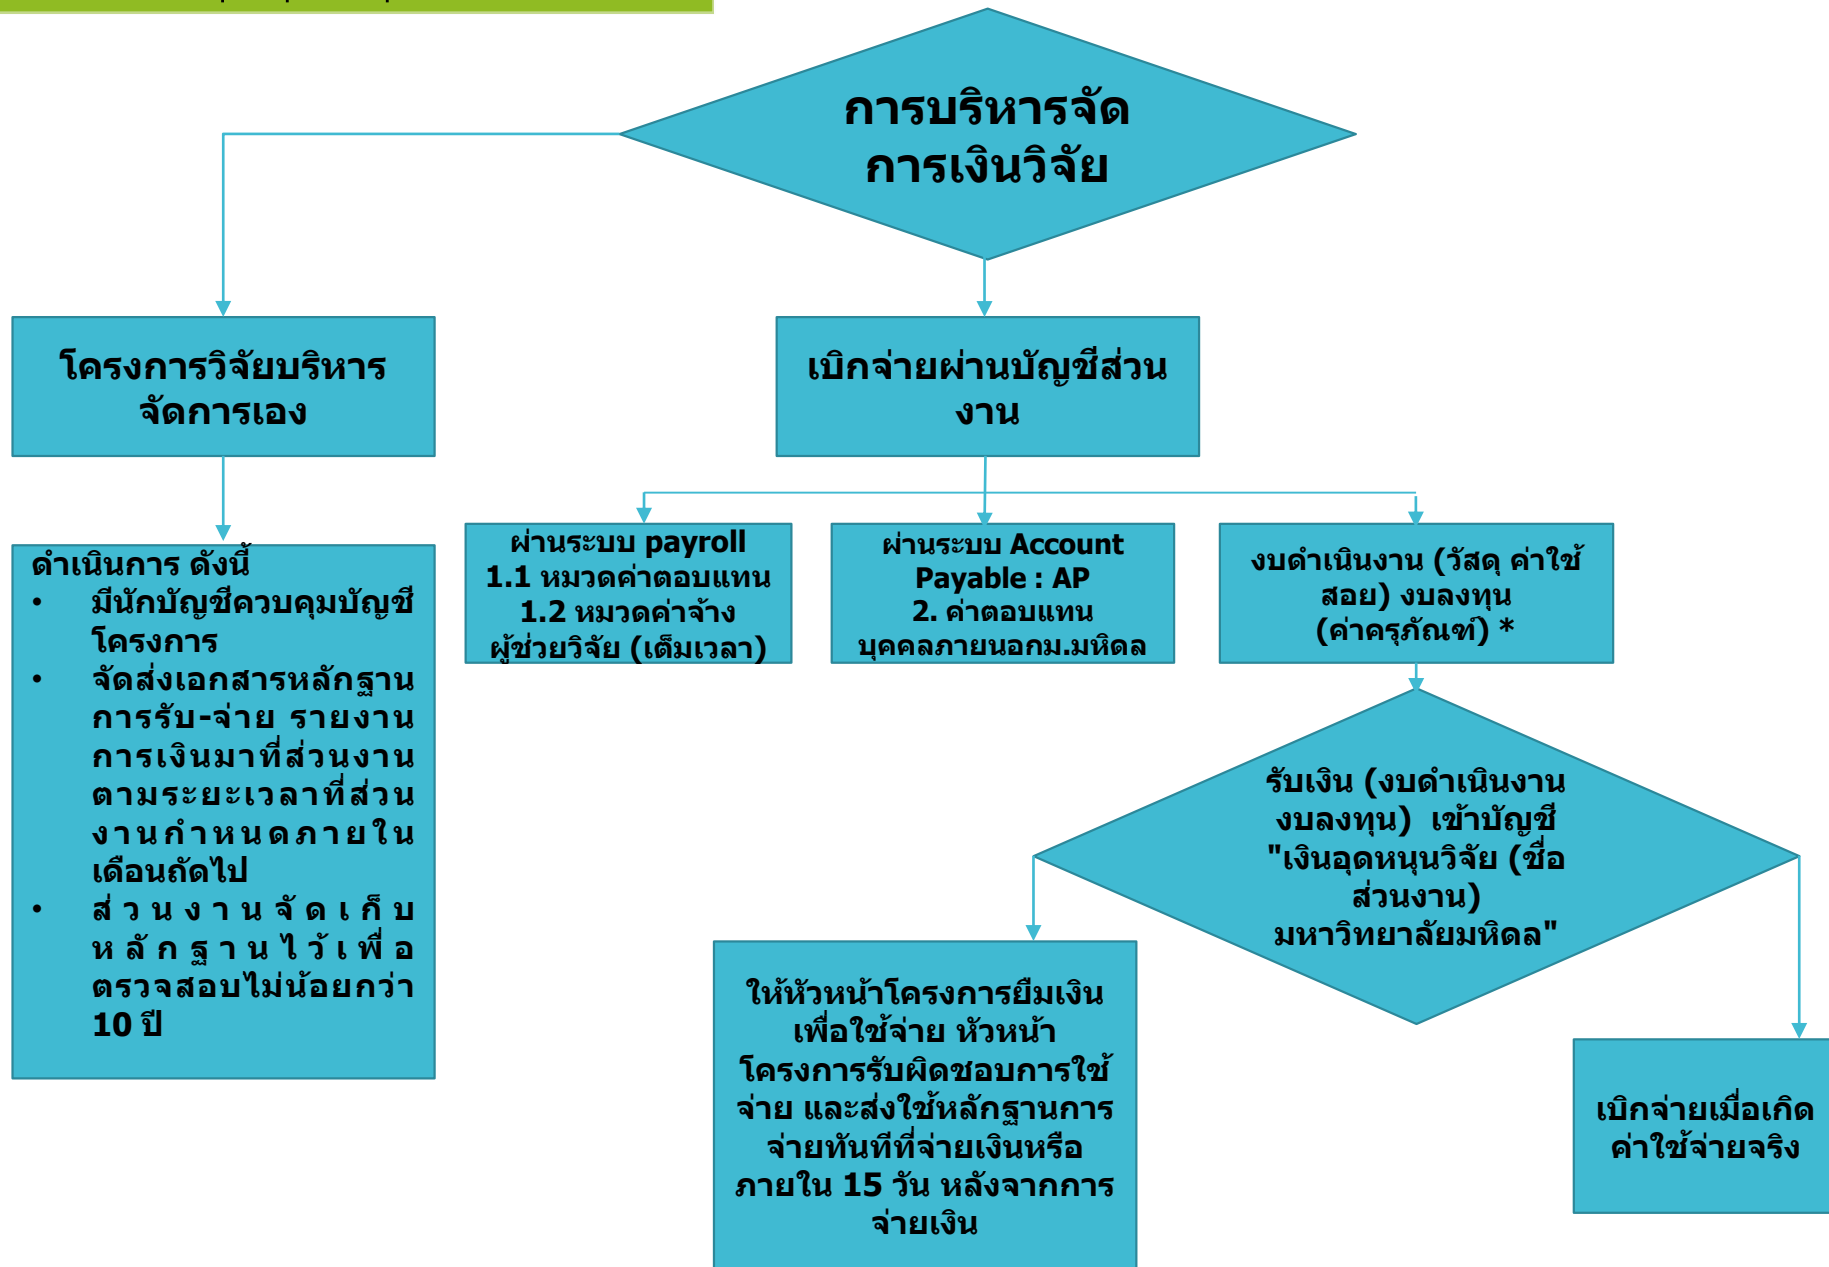 การบริหารจัด
การเงินวิจัย
โครงการวิจัยบริหาร
จัดการเอง
เบิกจ่ายผ่านบัญชีส่วน
งาน
ดำเนินการ ดังนี้
• มีนักบัญชีควบคุมบัญชี
โครงการ
• จัดส่งเอกสารหลักฐาน
การรับ-จ่าย รายงาน
การเงินมาที่ส่วนงาน
ตามระยะเวลาที่ส่วน
งานกำหนดภายใน
เดือนถัดไป
• ส่วนงานจัดเก็บ
หลักฐานไว้เพื่อ
ตรวจสอบไม่น้อยกว่า
10 ปี
ผ่านระบบ payroll
1.1 หมวดค่าตอบแทน
1.2 หมวดค่าจ้าง
ผู้ช่วยวิจัย (เต็มเวลา)
ผ่านระบบ Account
Payable : AP
2. ค่าตอบแทน
บุคคลภายนอกม.มหิดล
งบดำเนินงาน (วัสดุ ค่าใช้
สอย) งบลงทุน
(ค่าครุภัณฑ์) *
รับเงิน (งบดำเนินงาน
งบลงทุน) เข้าบัญชี
"เงินอุดหนุนวิจัย (ชื่อ
ส่วนงาน)
มหาวิทยาลัยมหิดล"
ให้หัวหน้าโครงการยืมเงิน
เพื่อใช้จ่าย หัวหน้า
โครงการรับผิดชอบการใช้
จ่าย และส่งใช้หลักฐานการ
จ่ายทันทีที่จ่ายเงินหรือ
ภายใน 15 วัน หลังจากการ
จ่ายเงิน
เบิกจ่ายเมื่อเกิด
ค่าใช้จ่ายจริง